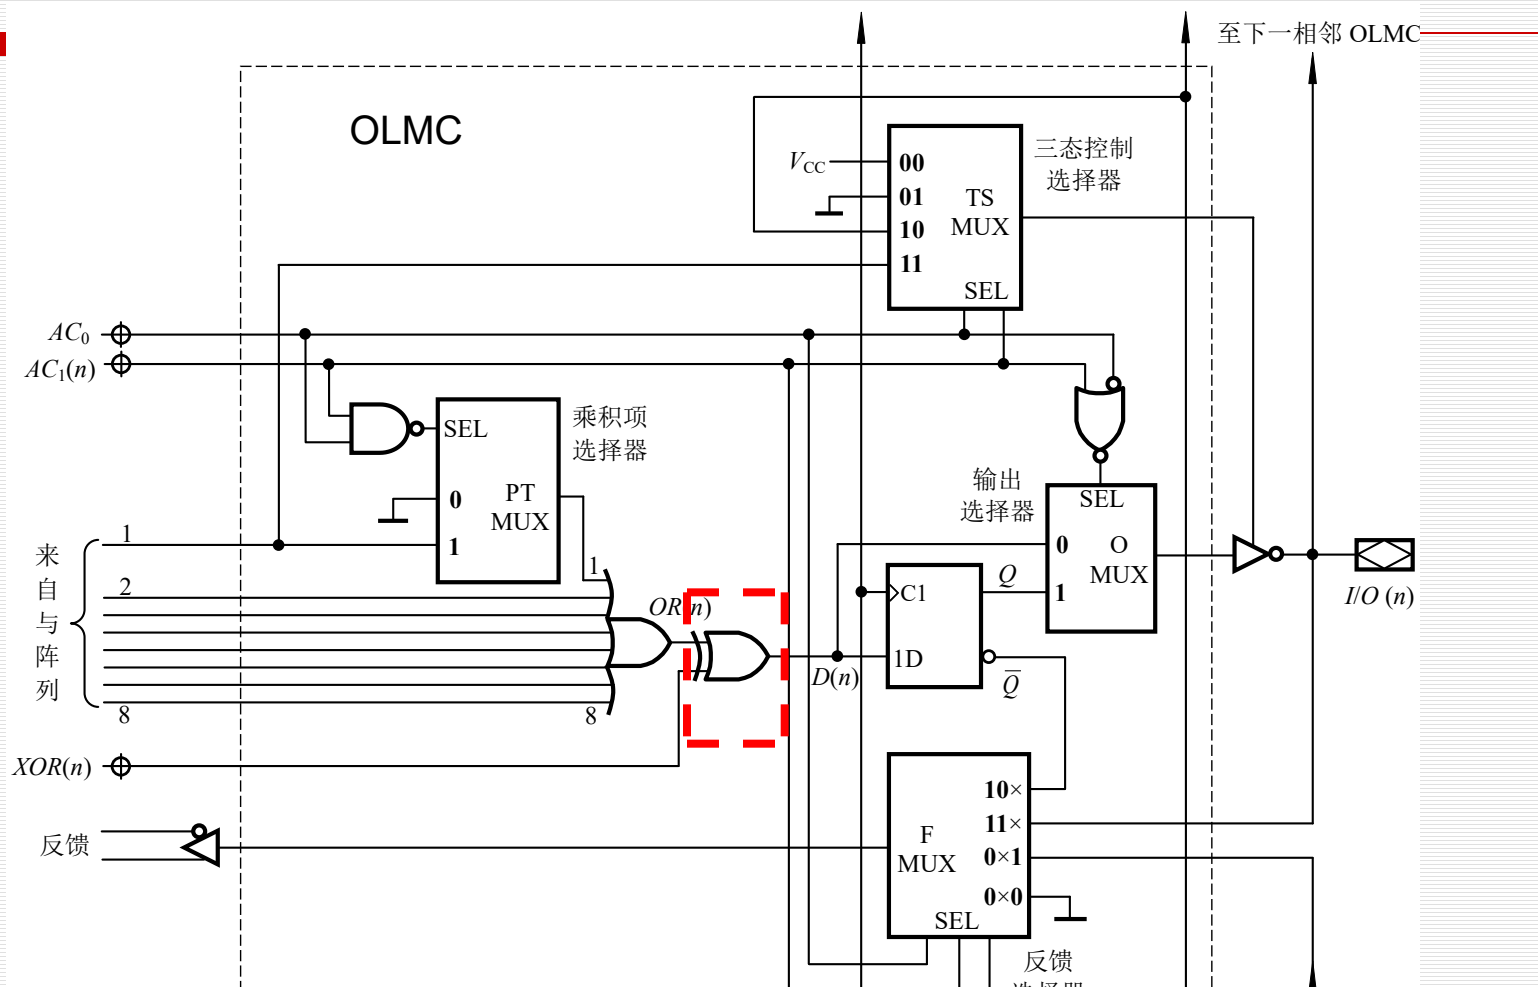 至下一相邻 OLMC
OLMC
三态控制
选择器
VCC
00
01
10
11
TS
MUX
SEL
AC0
AC1(n)
SEL
乘积项
选择器
0
PT
MUX
1
输出
选择器
SEL
0
O
MUX
1
来
自
与
阵
列
1
2
8
1
8
OR(n)
D(n)
C1
1D
Q
Q̅
I/O (n)
XOR(n)
反馈
F
MUX
10×
11×
0×1
0×0
SEL
反馈